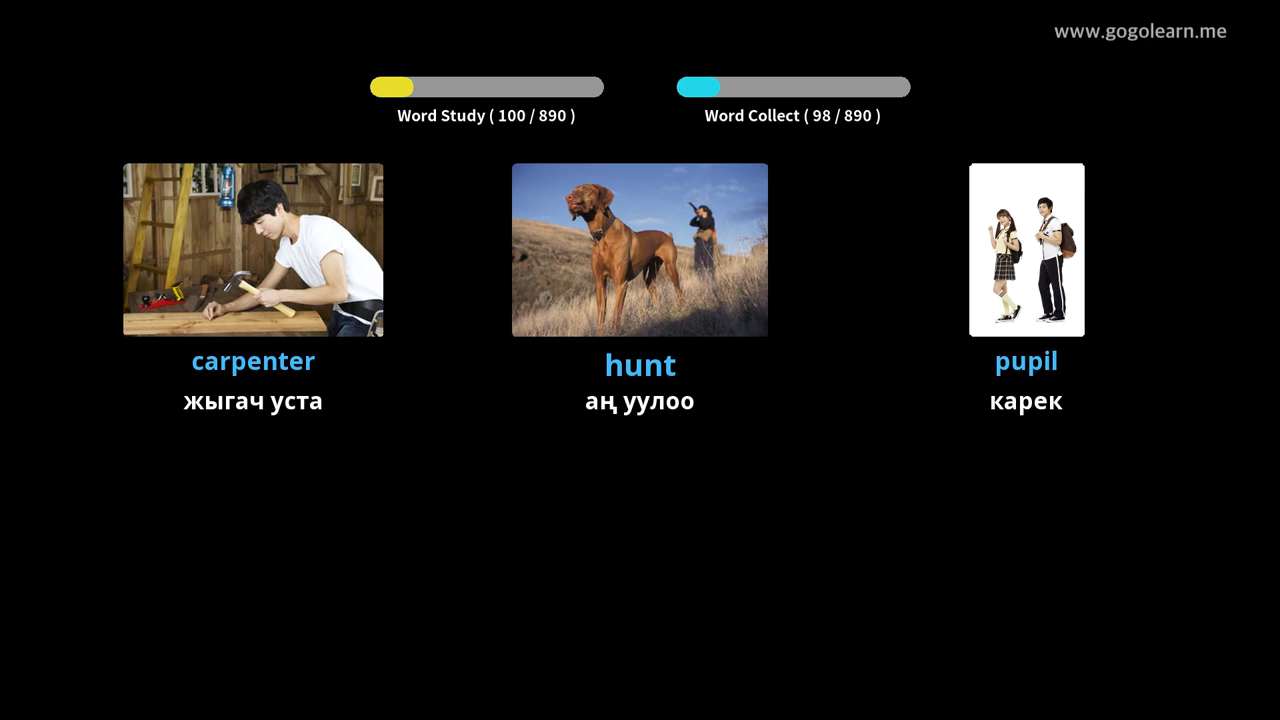 www.gogolearn.me
Word Study ( 100 / 890 )
Word Collect ( 98 / 890 )
carpenter
hunt
pupil
жыгач уста
аң уулоо
карек